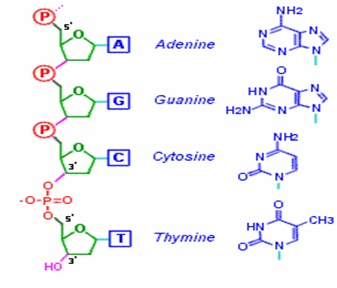 P
5'
O
A
Adenine
NH2
N
N
N
N
P
O
G
Guanine
O
HN
N
H2N
N
N
P
O
C
Cytosine
NH2
N
O
N
3'
O
-O-P=O
O
5'
O
T
Thymine
O
HN
CH3
O
N
3'
HO